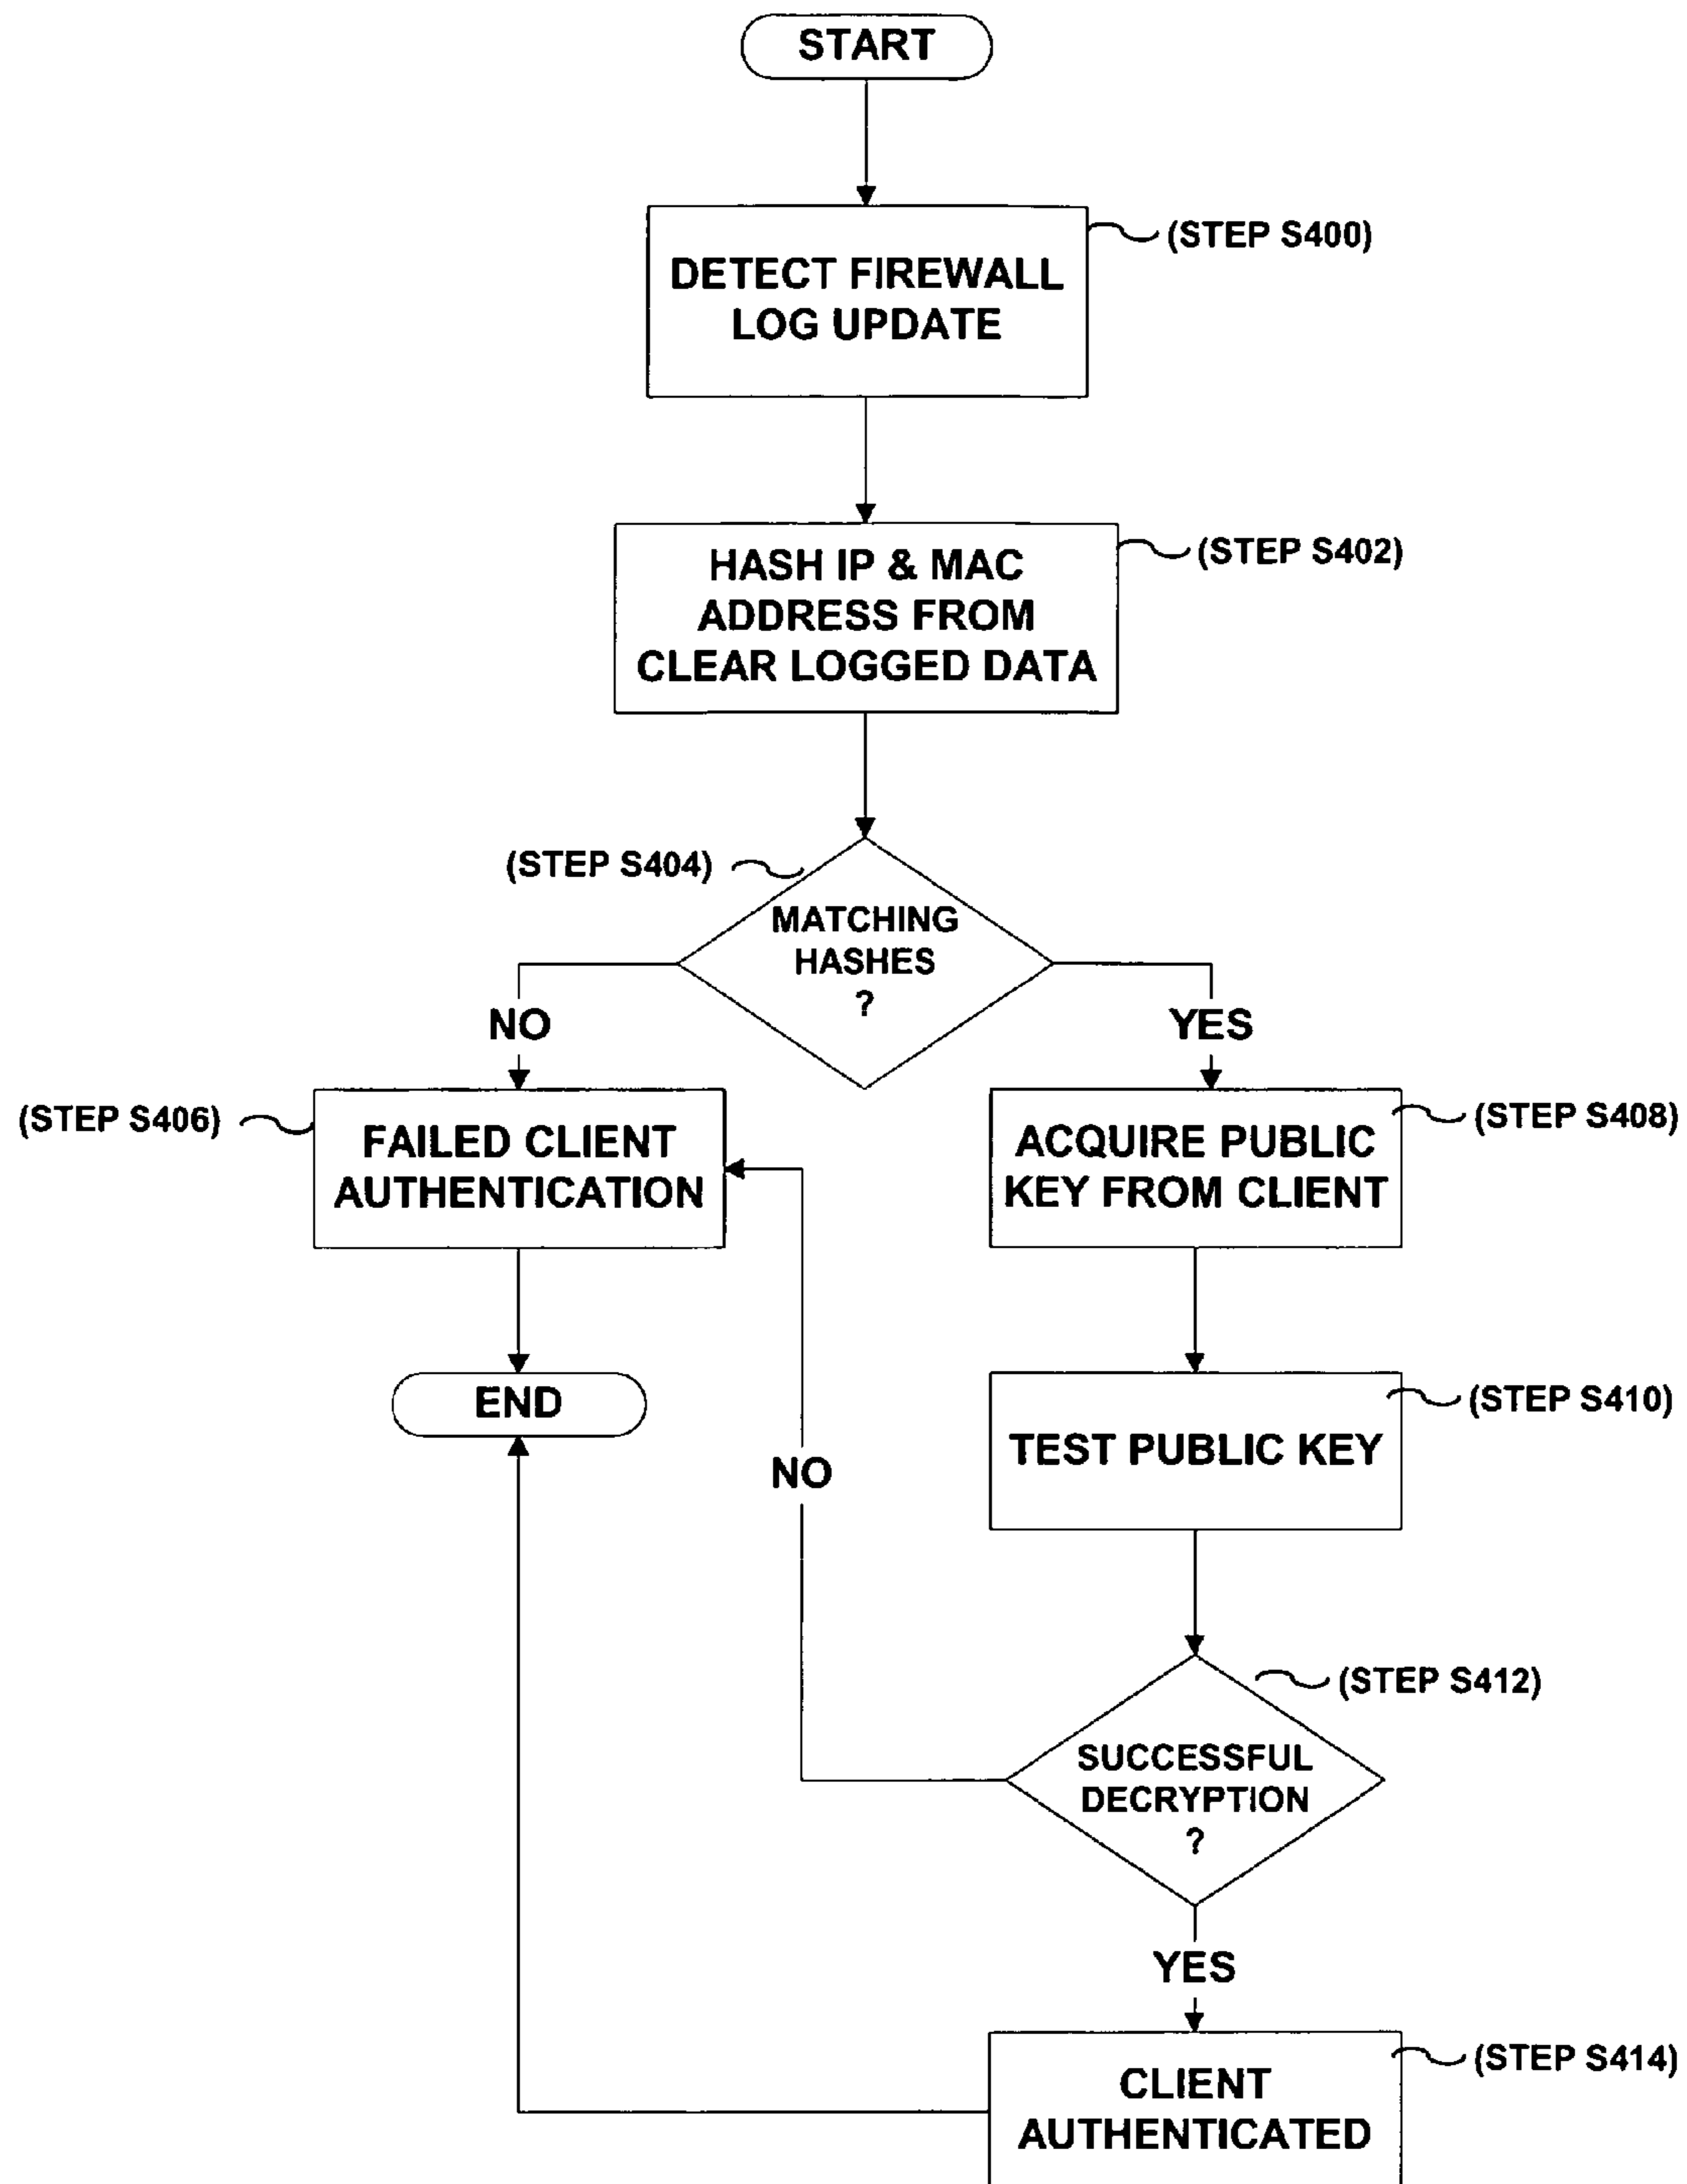 START
(STEP S400)
DETECT FIREWALL
LOG UPDATE
(STEP S402)
HASH IP & MAC
ADDRESS FROM
CLEAR LOGGED DATA
(STEP S404)
MATCHING
HASHES
?
NO
YES
(STEP S406)
FAILED CLIENT
AUTHENTICATION
(STEP S408)
ACQUIRE PUBLIC
KEY FROM CLIENT
END
(STEP S410)
TEST PUBLIC KEY
NO
(STEP S412)
SUCCESSFUL
DECRYPTION
?
YES
(STEP S414)
CLIENT
AUTHENTICATED